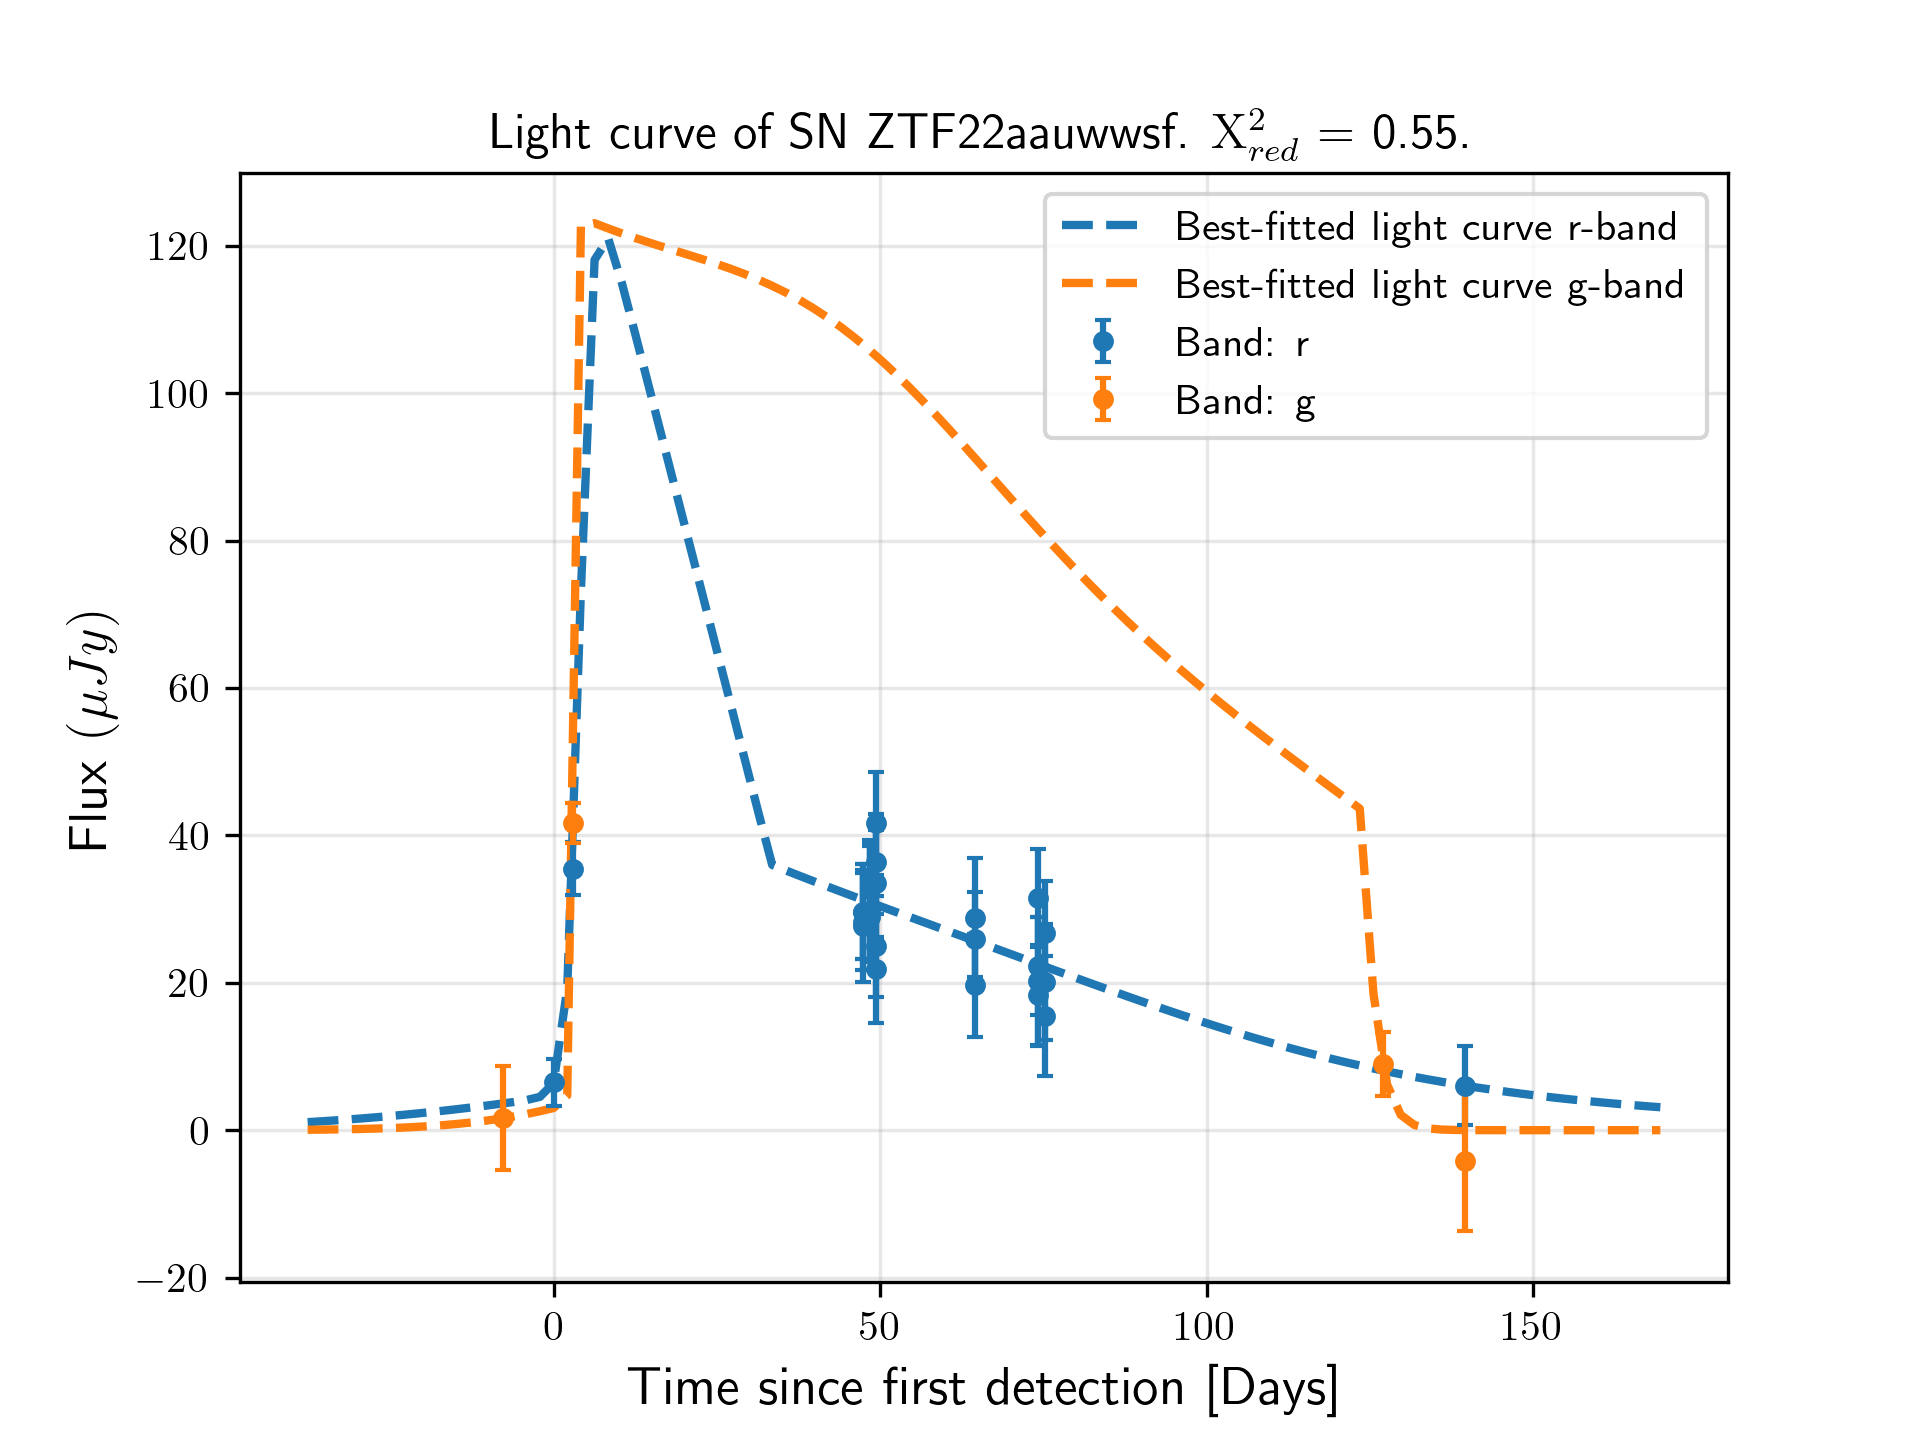 Light curve of SN ZTF22aauwwsf. X²_red = 0.55.
Best-fitted light curve r-band
Best-fitted light curve g-band
Band: r
Band: g
120
100
80
60
40
20
0
−20
Flux (μJy)
0 50 100 150
Time since first detection [Days]